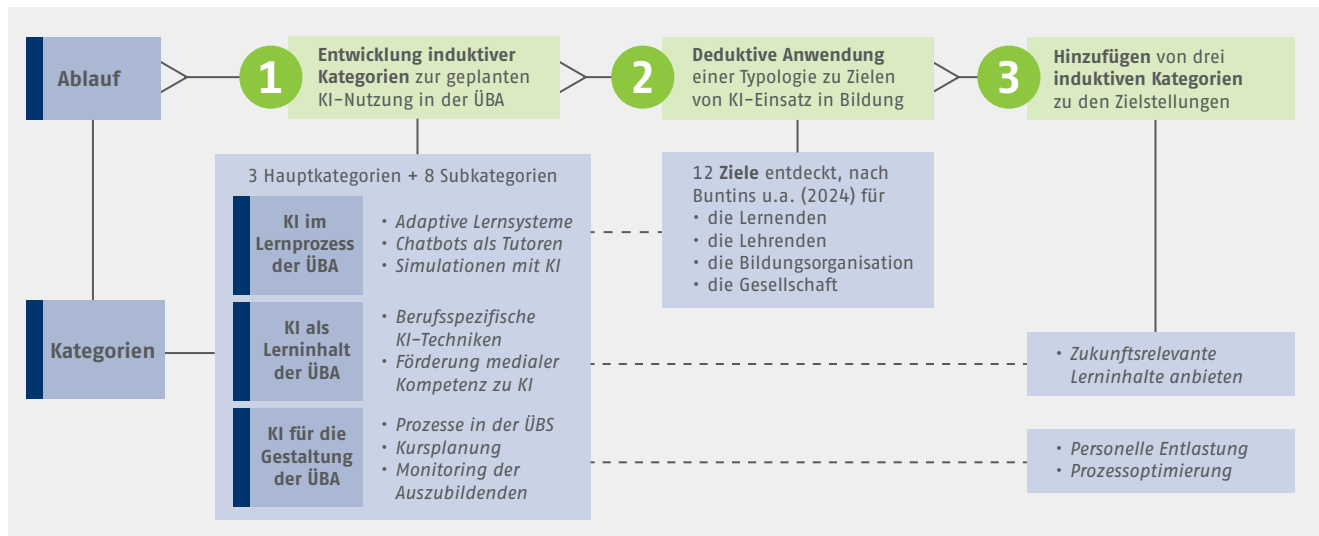 Ablauf
1
Entwicklung induktiver
Kategorien zur geplanten
KI-Nutzung in der ÜBA
2
Deduktive Anwendung
einer Typologie zu Zielen
von KI-Einsatz in Bildung
3
Hinzufügen von drei
induktiven Kategorien
zu den Zielstellungen
Kategorien
3 Hauptkategorien + 8 Subkategorien
KI im
Lernprozess
der ÜBA
• Adaptive Lernsysteme
• Chatbots als Tutoren
• Simulationen mit KI
KI als
Lerninhalt
der ÜBA
• Berufsspezifische
KI-Techniken
• Förderung medialer
Kompetenz zu KI
KI für die
Gestaltung
der ÜBA
• Prozesse in der ÜBS
• Kursplanung
• Monitoring der
Auszubildenden
12 Ziele entdeckt, nach
Buntins u.a. (2024) für
• die Lernenden
• die Lehrenden
• die Bildungsorganisation
• die Gesellschaft
• Zukunftsrelevante
Lerninhalte anbieten
• Personelle Entlastung
• Prozessoptimierung